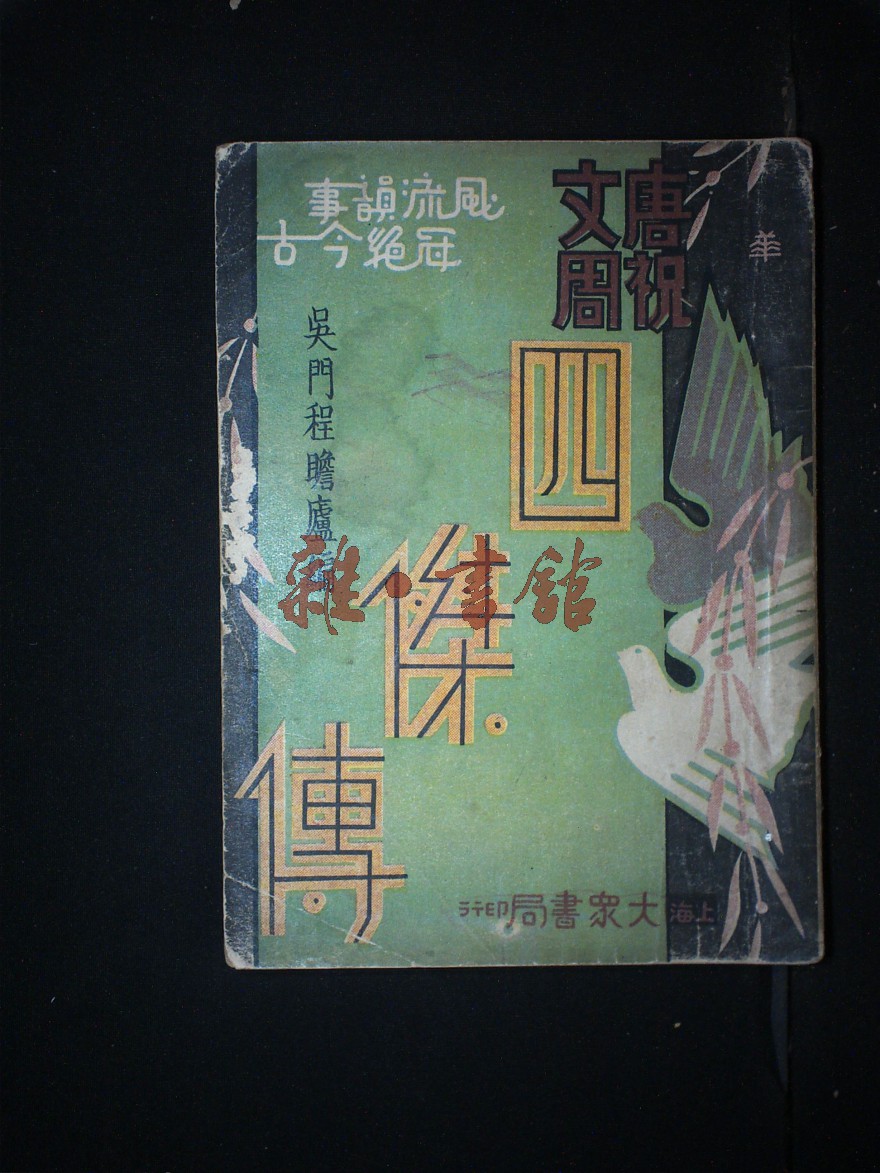 風流韻事
冠絕今古
唐祝
文周
華
四傑傳
吳門程瞻廬
雜·書館
上海大眾書局印行